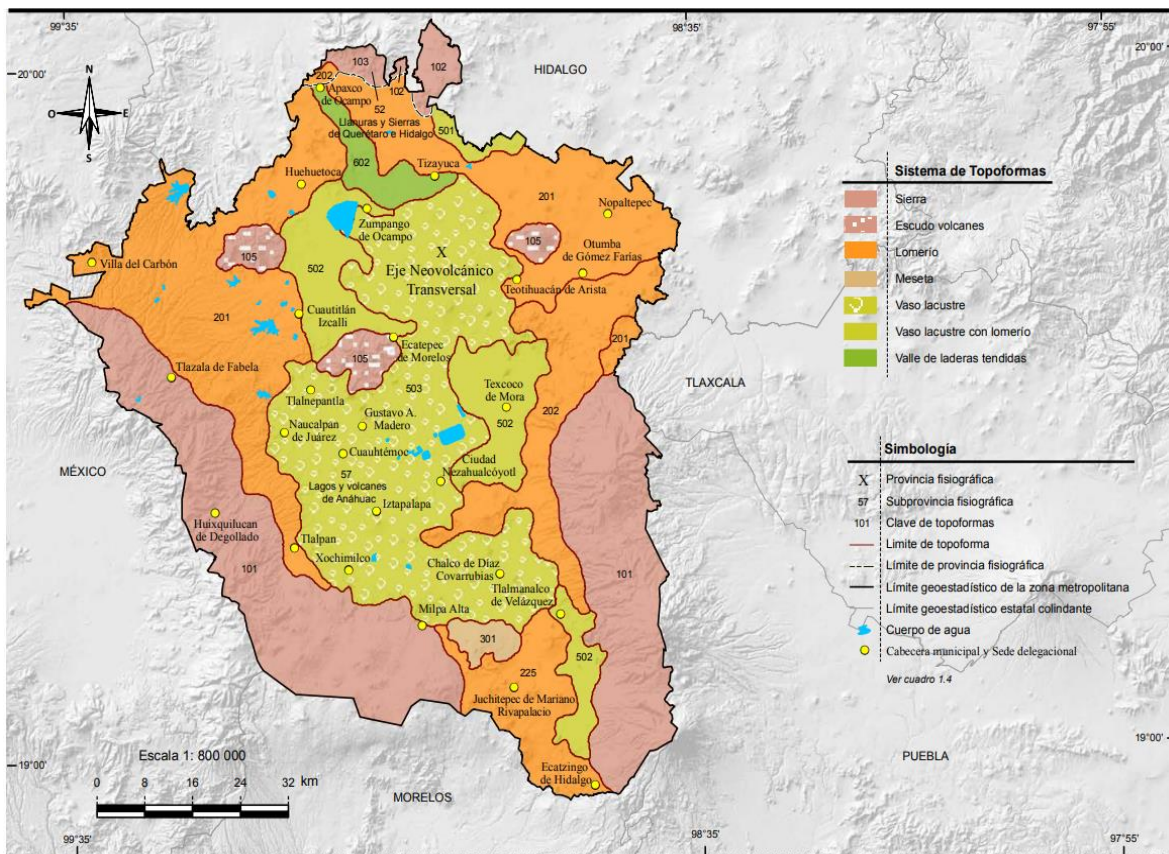 99°35'
98°35'
97°55'
20°00'
20°00'
N
O
E
S
HIDALGO
103
102
102
202
Apaxco
de Ocampo
52
Llanuras y Sierras
de Querétaro e Hidalgo
501
602
Tizayuca
Huehuetoca
201
Nopaltepec
Zumpango
de Ocampo
X
Eje Neovolcánico
Transversal
105
Otumba
de Gómez Farías
105
Villa del Carbón
502
Teotihuacán de Arista
201
Cuautitlán
Izcalli
Ecatepec
de Morelos
201
105
Tlazala de Fabela
503
Texcoco
de Mora
TLAXCALA
Tlalnepantla
202
502
Gustavo A.
Madero
Naucalpan
de Juárez
Cuauhtémoc
Ciudad
Nezahualcóyotl
MÉXICO
57
Lagos y volcanes
de Anáhuac
Iztapalapa
Huixquilucan
de Degollado
Tlalpan
Xochimilco
Chalco de Díaz
Covarrubias
101
101
Tlalmanalco
de Velázquez
Milpa Alta
301
502
225
Juchitepec de Mariano
Rivapalacio
Ecatzingo
de Hidalgo
MORELOS
PUEBLA
Sistema de Topoformas
Sierra
Escudo volcanes
Lomerío
Meseta
Vaso lacustre
Vaso lacustre con lomerío
Valle de laderas tendidas
Simbología
X Provincia fisiográfica
57 Subprovincia fisiográfica
101 Clave de topoformas
Límite de topoforma
Límite de provincia fisiográfica
Límite geoestadístico de la zona metropolitana
Límite geoestadístico estatal colindante
Cuerpo de agua
Cabecera municipal y Sede delegacional
Ver cuadro 1.4
Escala 1: 800 000
0 8 16 24 32 km
19°00'
19°00'
99°35'
98°35'
97°55'